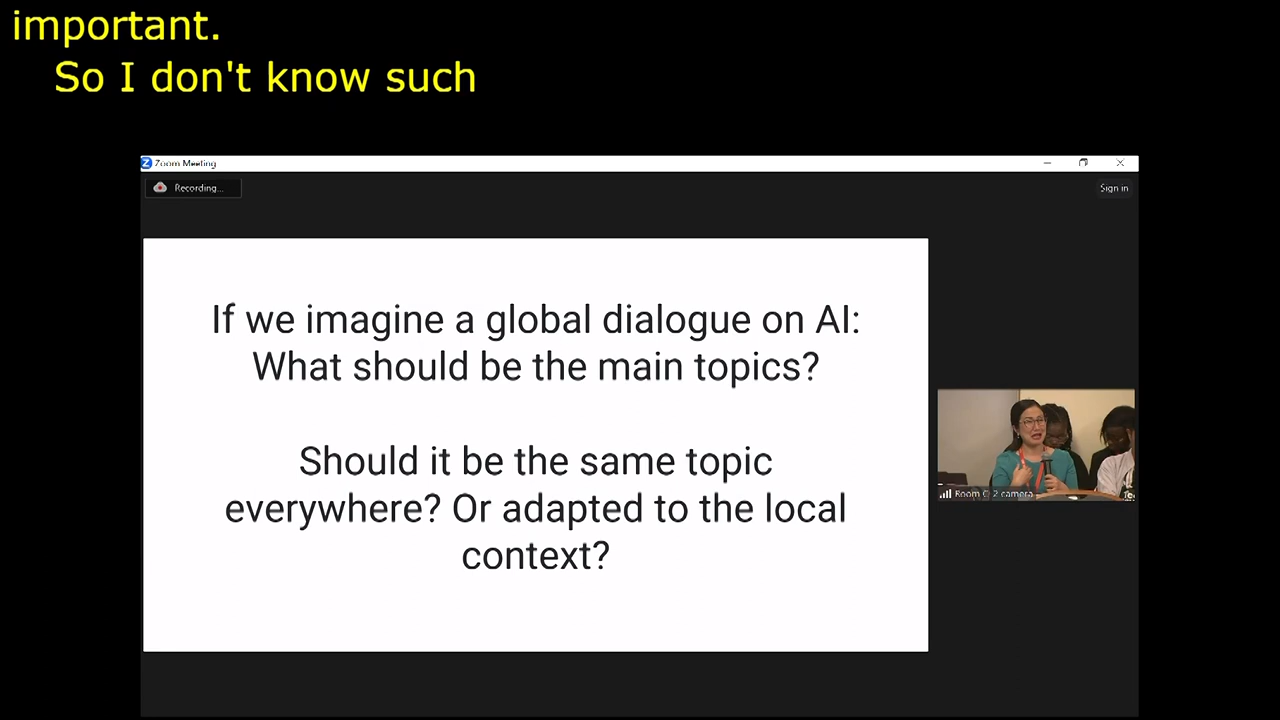 important.
So I don't know such
Zoom Meeting
Recording...
Sign in
If we imagine a global dialogue on AI:
What should be the main topics?
Should it be the same topic
everywhere? Or adapted to the local
context?
Room 2 camera